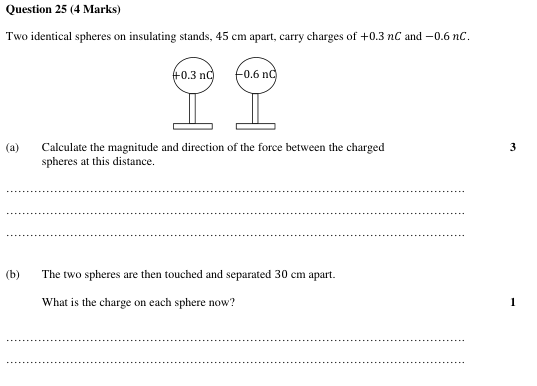 Question 25 (4 Marks)
Two identical spheres on insulating stands, 45 cm apart, carry charges of +0.3 nC and −0.6 nC.
+0.3 nC −0.6 nC
(a) Calculate the magnitude and direction of the force between the charged 3
spheres at this distance.
(b) The two spheres are then touched and separated 30 cm apart.
What is the charge on each sphere now? 1